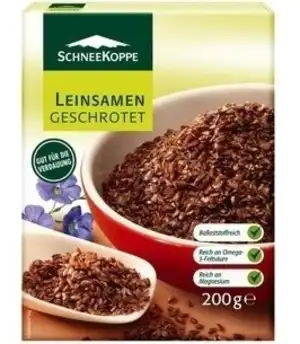 SCHNEEKOPPE
LEINSAMEN
GESCHROTET
GUT FÜR DIE
VERDAUUNG
Ballaststoffreich
Reich an Omega-
3-Fettsäure
Reich an
Magnesium
200g℮